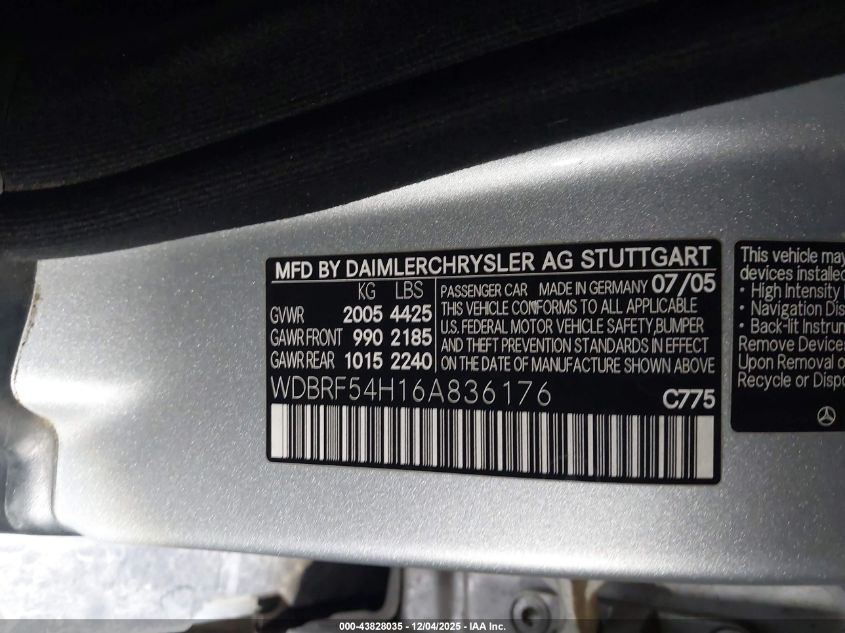 MFD BY DAIMLERCHRYSLER AG STUTTGART
KG LBS
GVWR 2005 4425
GAWR FRONT 990 2185
GAWR REAR 1015 2240
PASSENGER CAR MADE IN GERMANY 07/05
THIS VEHICLE CONFORMS TO ALL APPLICABLE
U.S. FEDERAL MOTOR VEHICLE SAFETY, BUMPER
AND THEFT PREVENTION STANDARDS IN EFFECT
ON THE DATE OF MANUFACTURE SHOWN ABOVE
WDBRF54H16A836176
C775
This vehicle may
devices installed
• High Intensity
• Navigation Dis
• Back-lit Instrum
Remove Devices
Upon Removal o
Recycle or Dispo
000-43828035 - 12/04/2025 - IAA Inc.